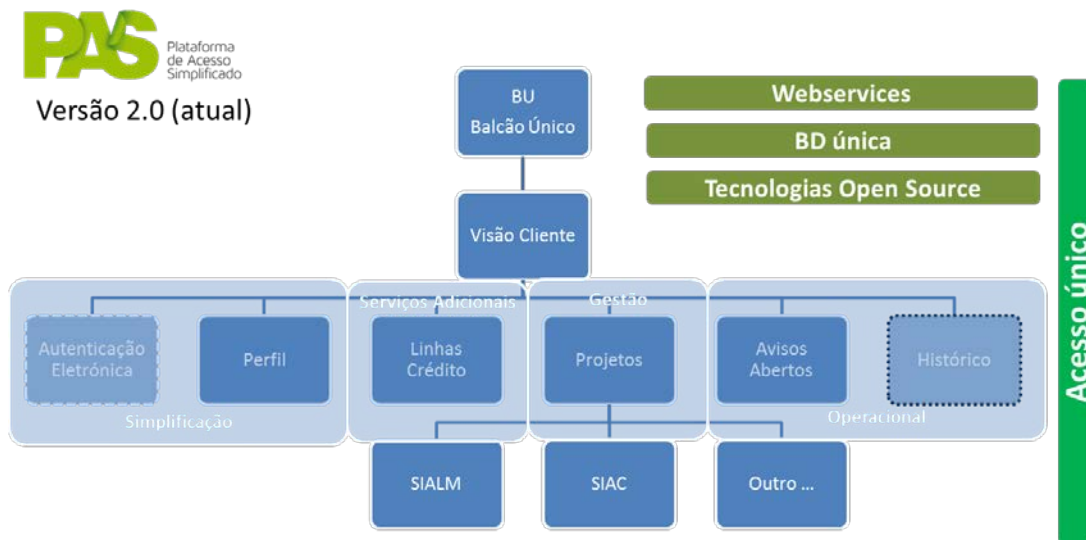 PAS
Plataforma
de Acesso
Simplificado
Versão 2.0 (atual)
BU
Balcão Único
Webservices
BD única
Tecnologias Open Source
Acesso único
Visão Cliente
Serviços Adicionais
Gestão
Autenticação
Eletrónica
Perfil
Linhas
Crédito
Projetos
Avisos
Abertos
Histórico
Simplificação
Operacional
SIALM
SIAC
Outro ...